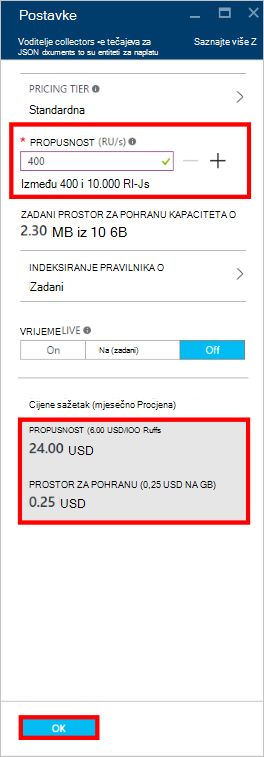 Postavke
Voditelje collectors -e tečajeva za
JSON dxuments to su entiteti za naplatu
Saznajte više Z
PRICING TIER
Standardna
* PROPUSNOST (RU/s)
400
Između 400 i 10.000 RI-Js
ZADANI PROSTOR ZA POHRANU KAPACITETA O
2.30 MB iz 10 6B
INDEKSIRANJE PRAVILNIKA O
Zadani
VRIJEME LIVE
On Na (zadani) Off
Cijene sažetak (mjesečno Procjena)
PROPUSNOST (6.00 USD/IOO Ruffs
24.00 USD
PROSTOR ZA POHRANU (0,25 USD NA GB)
0.25 USD
OK